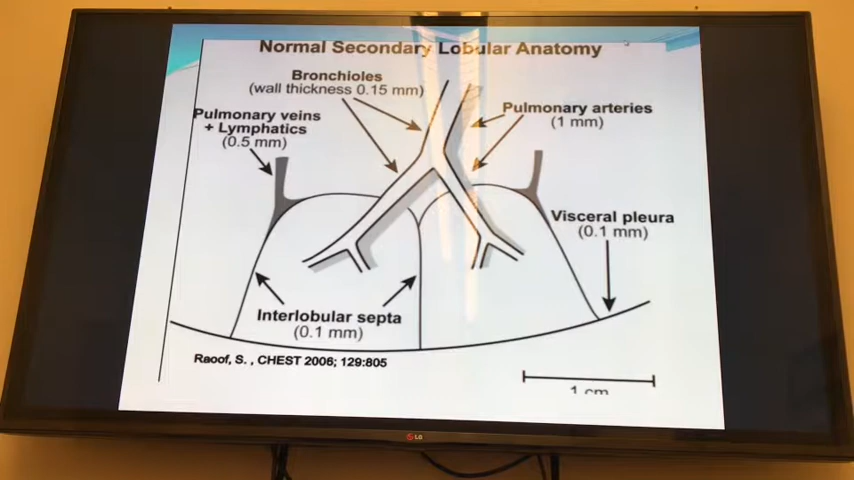 Normal Secondary Lobular Anatomy
Bronchioles
(wall thickness 0.15 mm)
Pulmonary veins
+ Lymphatics
(0.5 mm)
Pulmonary arteries
(1 mm)
Visceral pleura
(0.1 mm)
Interlobular septa
(0.1 mm)
Raoof, S. , CHEST 2006; 129:805
1 cm
LG